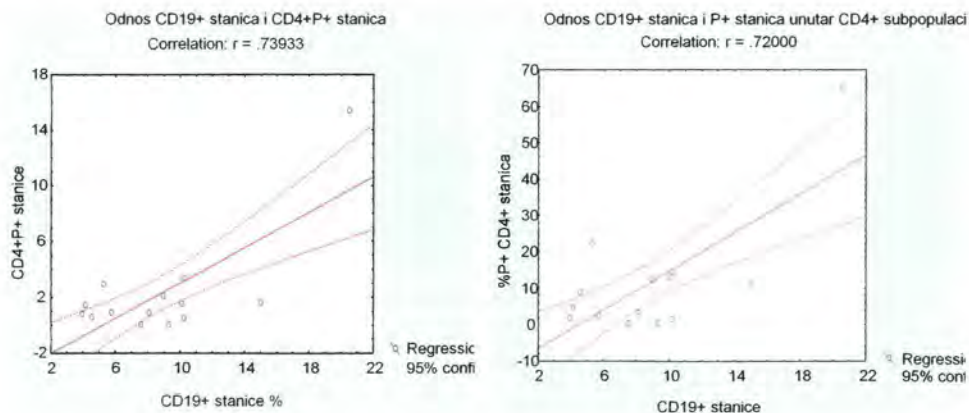 Odnos CD19+ stanica i CD4+P+ stanica
Correlation: r = .73933
18
14
10
6
2
-2
CD4+P+ stanice
2 6 10 14 18 22
CD19+ stanice %
Regressic
95% confi
Odnos CD19+ stanica i P+ stanica unutar CD4+ subpopulaci
Correlation: r = .72000
70
60
50
40
30
20
10
0
-10
%P+ CD4+ stanica
2 6 10 14 18 22
CD19+ stanice
Regressio
95% conf